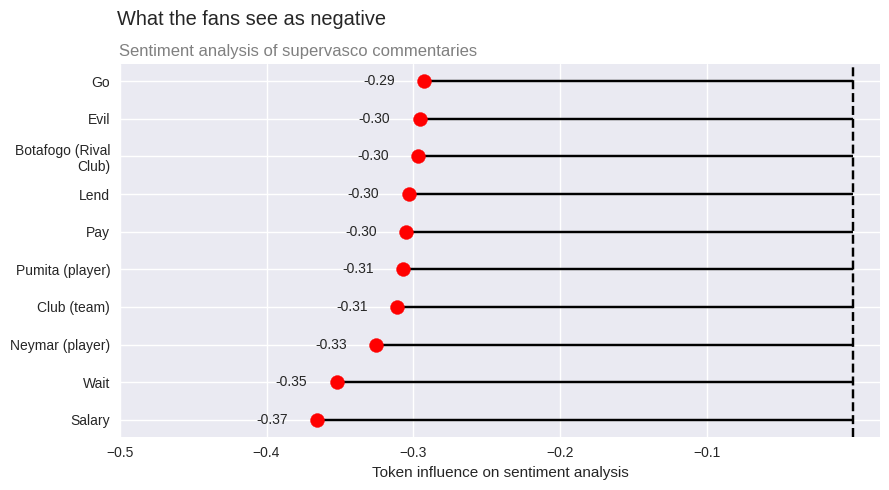 What the fans see as negative
Sentiment analysis of supervasco commentaries
Go
-0.29
Evil
-0.30
Botafogo (Rival
Club)
-0.30
Lend
-0.30
Pay
-0.30
Pumita (player)
-0.31
Club (team)
-0.31
Neymar (player)
-0.33
Wait
-0.35
Salary
-0.37
−0.5 −0.4 −0.3 −0.2 −0.1
Token influence on sentiment analysis